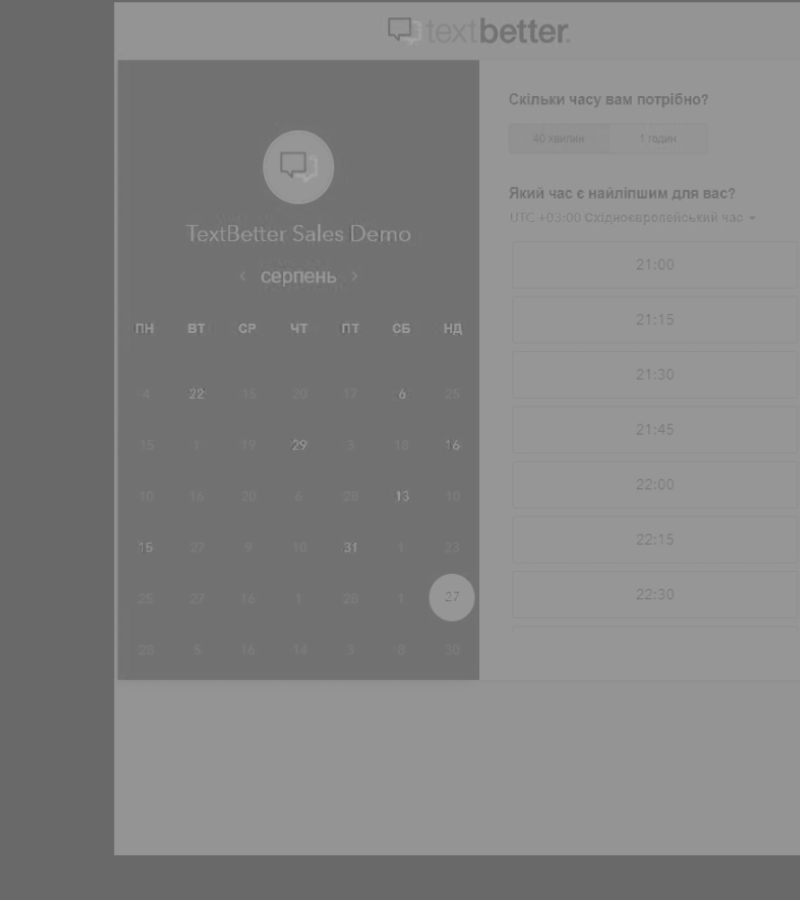 textbetter.
TextBetter Sales Demo
‹ серпень ›
ПН ВТ СР ЧТ ПТ СБ НД
4 22 15 20 17 6 25
15 1 19 29 3 18 16
10 16 20 6 28 13 10
15 27 9 10 31 1 23
25 27 16 1 28 1 27
28 5 16 14 3 8 30
Скільки часу вам потрібно?
40 хвилин 1 годин
Який час є найліпшим для вас?
UTC +03:00 Східноєвропейський час
21:00
21:15
21:30
21:45
22:00
22:15
22:30